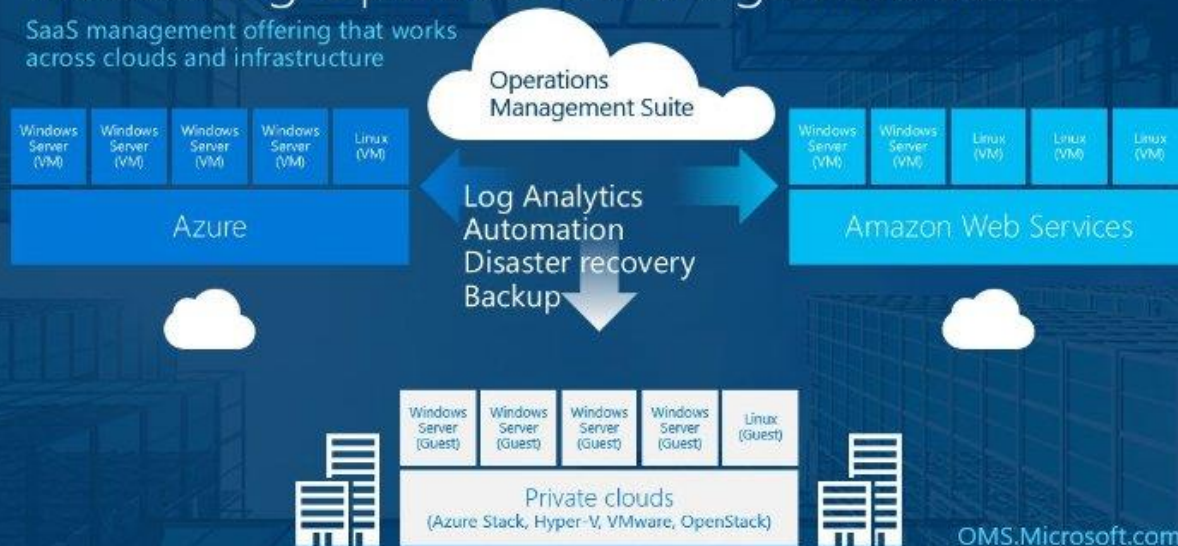 SaaS management offering that works
across clouds and infrastructure
Operations
Management Suite
Windows
Server
(VM)
Windows
Server
(VM)
Windows
Server
(VM)
Windows
Server
(VM)
Linux
(VM)
Azure
Log Analytics
Automation
Disaster recovery
Backup
Windows
Server
(VM)
Windows
Server
(VM)
Linux
(VM)
Linux
(VM)
Linux
(VM)
Amazon Web Services
Windows
Server
(Guest)
Windows
Server
(Guest)
Windows
Server
(Guest)
Windows
Server
(Guest)
Linux
(Guest)
Private clouds
(Azure Stack, Hyper-V, VMware, OpenStack)
OMS.Microsoft.com